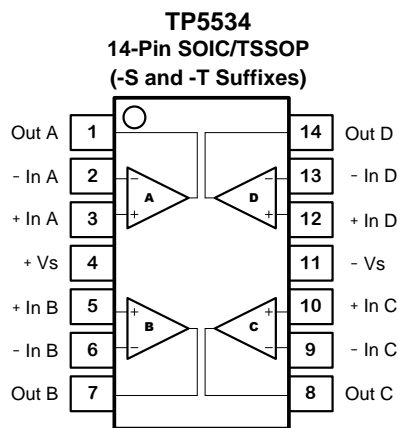 TP5534
14-Pin SOIC/TSSOP
(-S and -T Suffixes)
Out A 1 14 Out D
- In A 2 - - 13 - In D
A D
+ In A 3 + + 12 + In D
+ Vs 4 11 - Vs
+ In B 5 + + 10 + In C
B C
- In B 6 - - 9 - In C
Out B 7 8 Out C